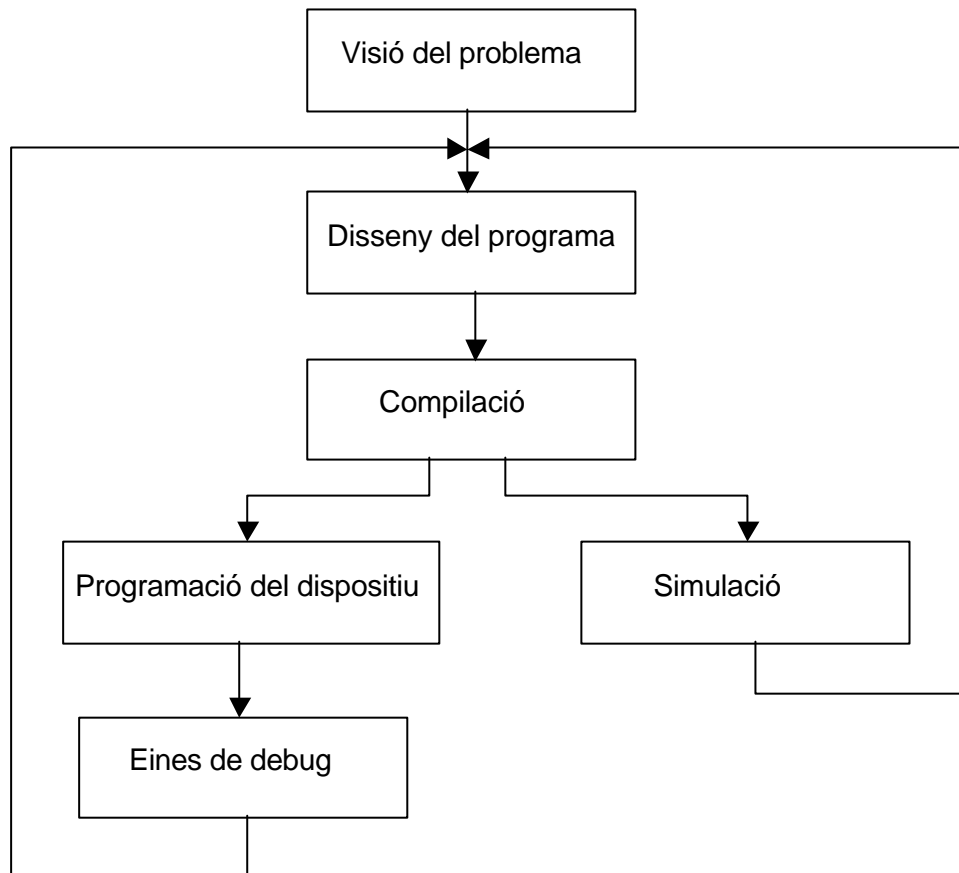 Visió del problema
Disseny del programa
Compilació
Programació del dispositiu
Simulació
Eines de debug